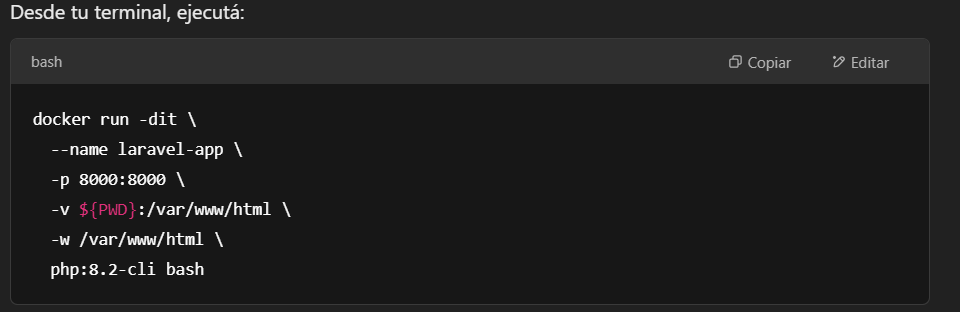 Desde tu terminal, ejecutá:
bash
Copiar
Editar
docker run -dit \
--name laravel-app \
-p 8000:8000 \
-v ${PWD}:/var/www/html \
-w /var/www/html \
php:8.2-cli bash